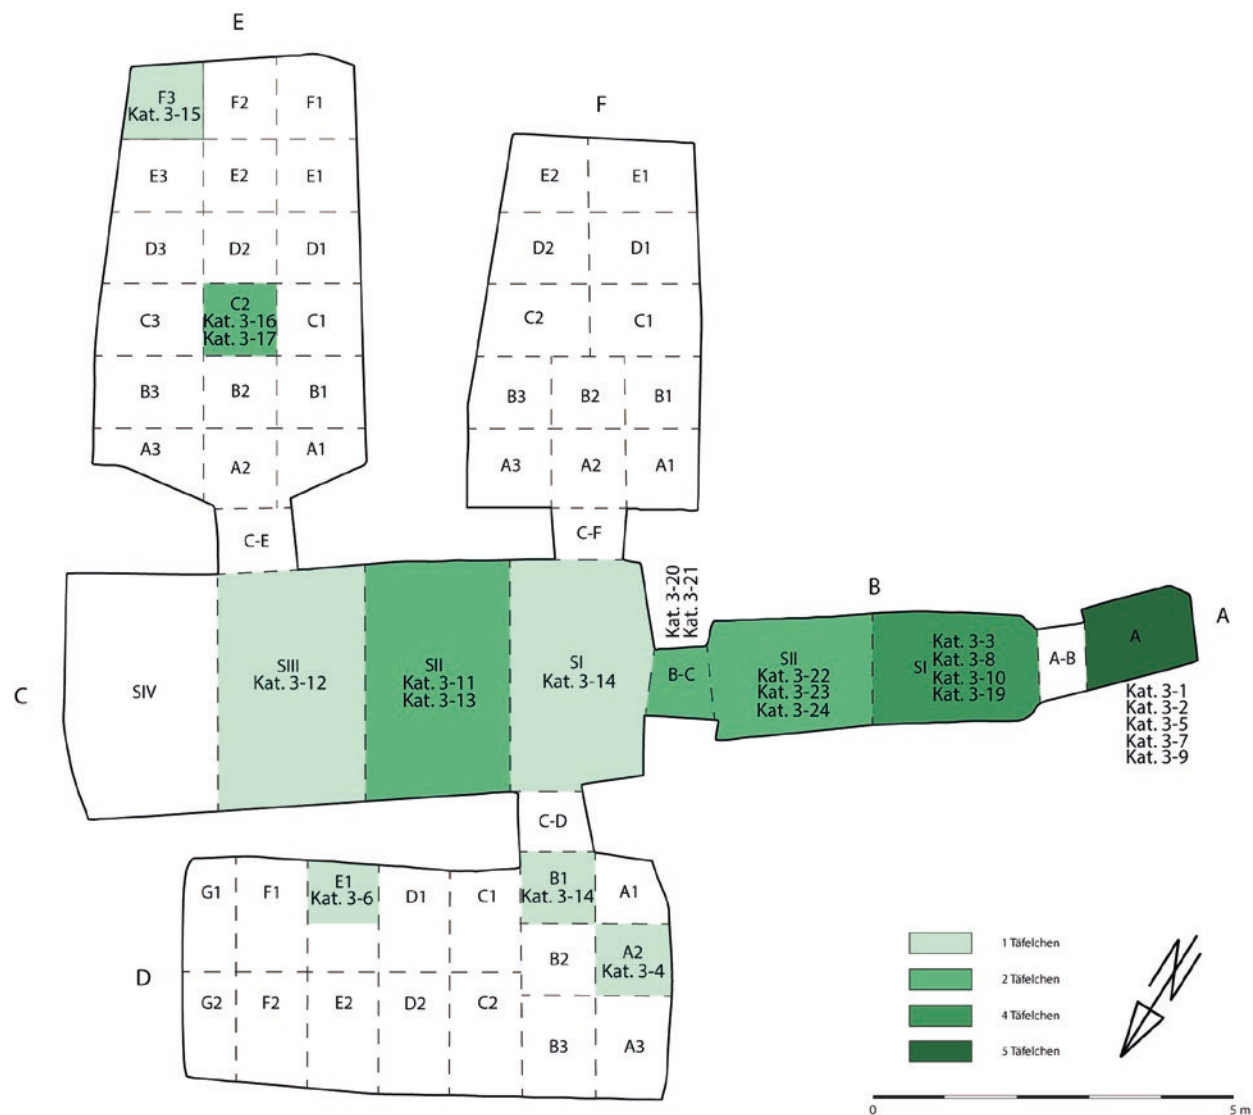 E
F3
Kat. 3-15
F2
F1
E3
E2
E1
D3
D2
D1
C3
C2
Kat. 3-16
Kat. 3-17
C1
B3
B2
B1
A3
A2
A1
C-E
F
E2
E1
D2
D1
C2
C1
B3
B2
B1
A3
A2
A1
C-F
C
SIV
SIII
Kat. 3-12
SII
Kat. 3-11
Kat. 3-13
SI
Kat. 3-14
Kat. 3-20
Kat. 3-21
B-C
B
SII
Kat. 3-22
Kat. 3-23
Kat. 3-24
SI
Kat. 3-3
Kat. 3-8
Kat. 3-10
Kat. 3-19
A-B
A
A
Kat. 3-1
Kat. 3-2
Kat. 3-5
Kat. 3-7
Kat. 3-9
C-D
D
G1
F1
E1
Kat. 3-6
D1
C1
B1
Kat. 3-14
A1
B2
A2
Kat. 3-4
G2
F2
E2
D2
C2
B3
A3
1 Täfelchen
2 Täfelchen
4 Täfelchen
5 Täfelchen
N
0
5 m